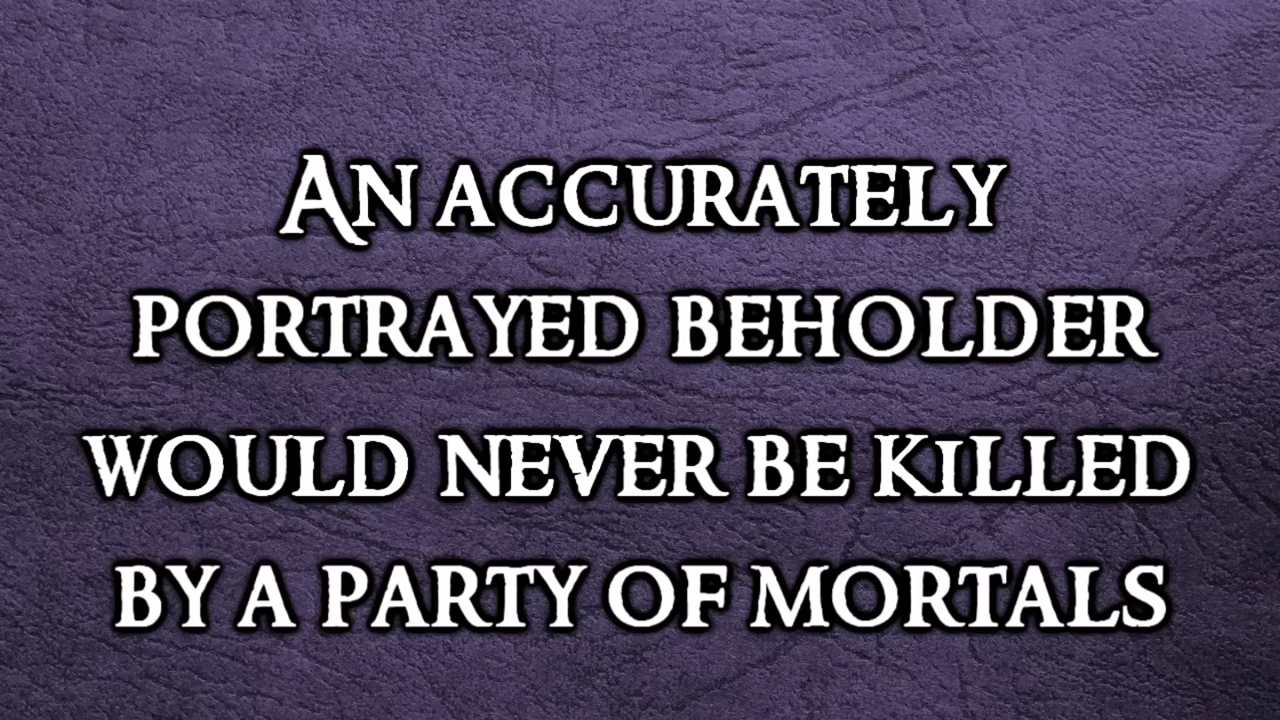 An accurately
portrayed beholder
would never be killed
by a party of mortals